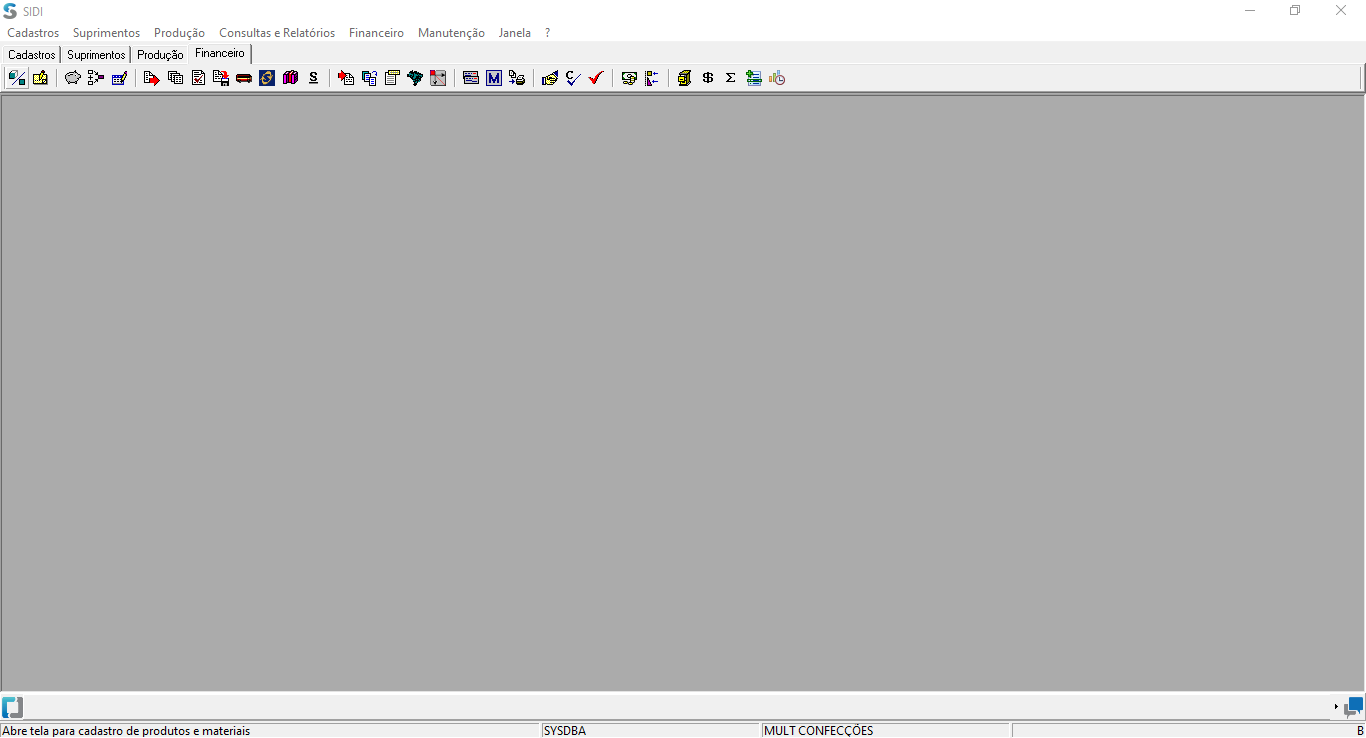 SIDI
Cadastros Suprimentos Produção Consultas e Relatórios Financeiro Manutenção Janela ?
Cadastros Suprimentos Produção Financeiro
S M C $ Σ
Abre tela para cadastro de produtos e materiais SYSDBA MULT CONFECÇÕES B